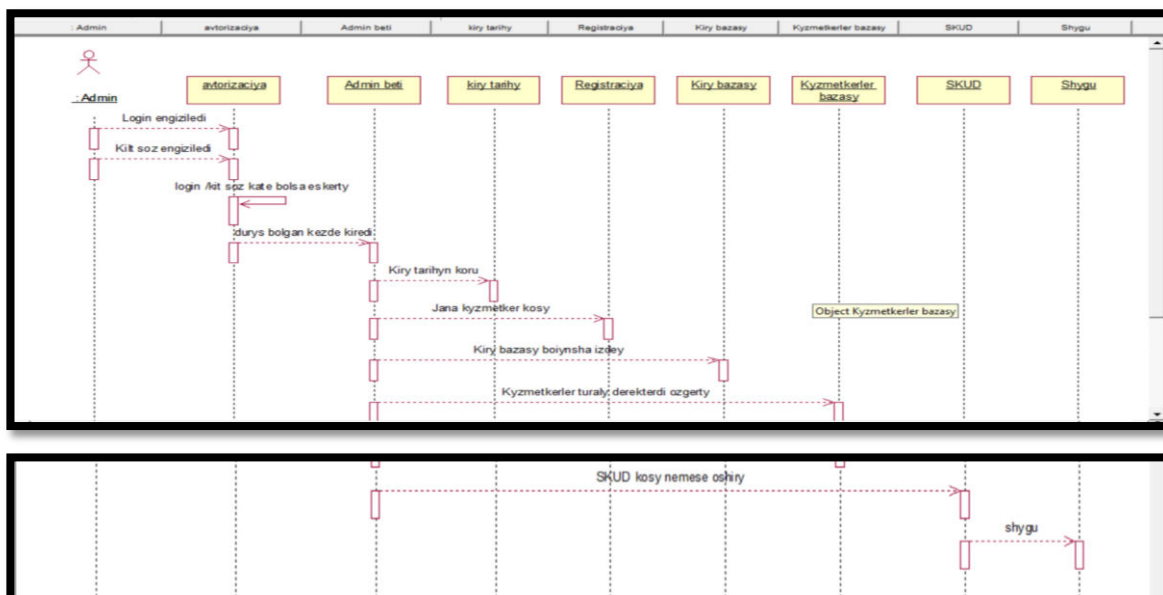 : Admin avtorizaciya Admin beti kiry tarihy Registraciya Kiry bazasy Kyzmetkerler bazasy SKUD Shygu
: Admin avtorizaciya Admin beti kiry tarihy Registraciya Kiry bazasy Kyzmetkerler bazasy SKUD Shygu
Login engiziledi
Kilt soz engiziledi
login /kit soz kate bolsa eskerty
durys bolgan kezde kiredi
Kiry tarihyn koru
Jana kyzmetker kosy
Object Kyzmetkerler bazasy
Kiry bazasy boiynsha izdey
Kyzmetkerler turaly derekterdi ozgerty
SKUD kosy nemese oshiry
shygu